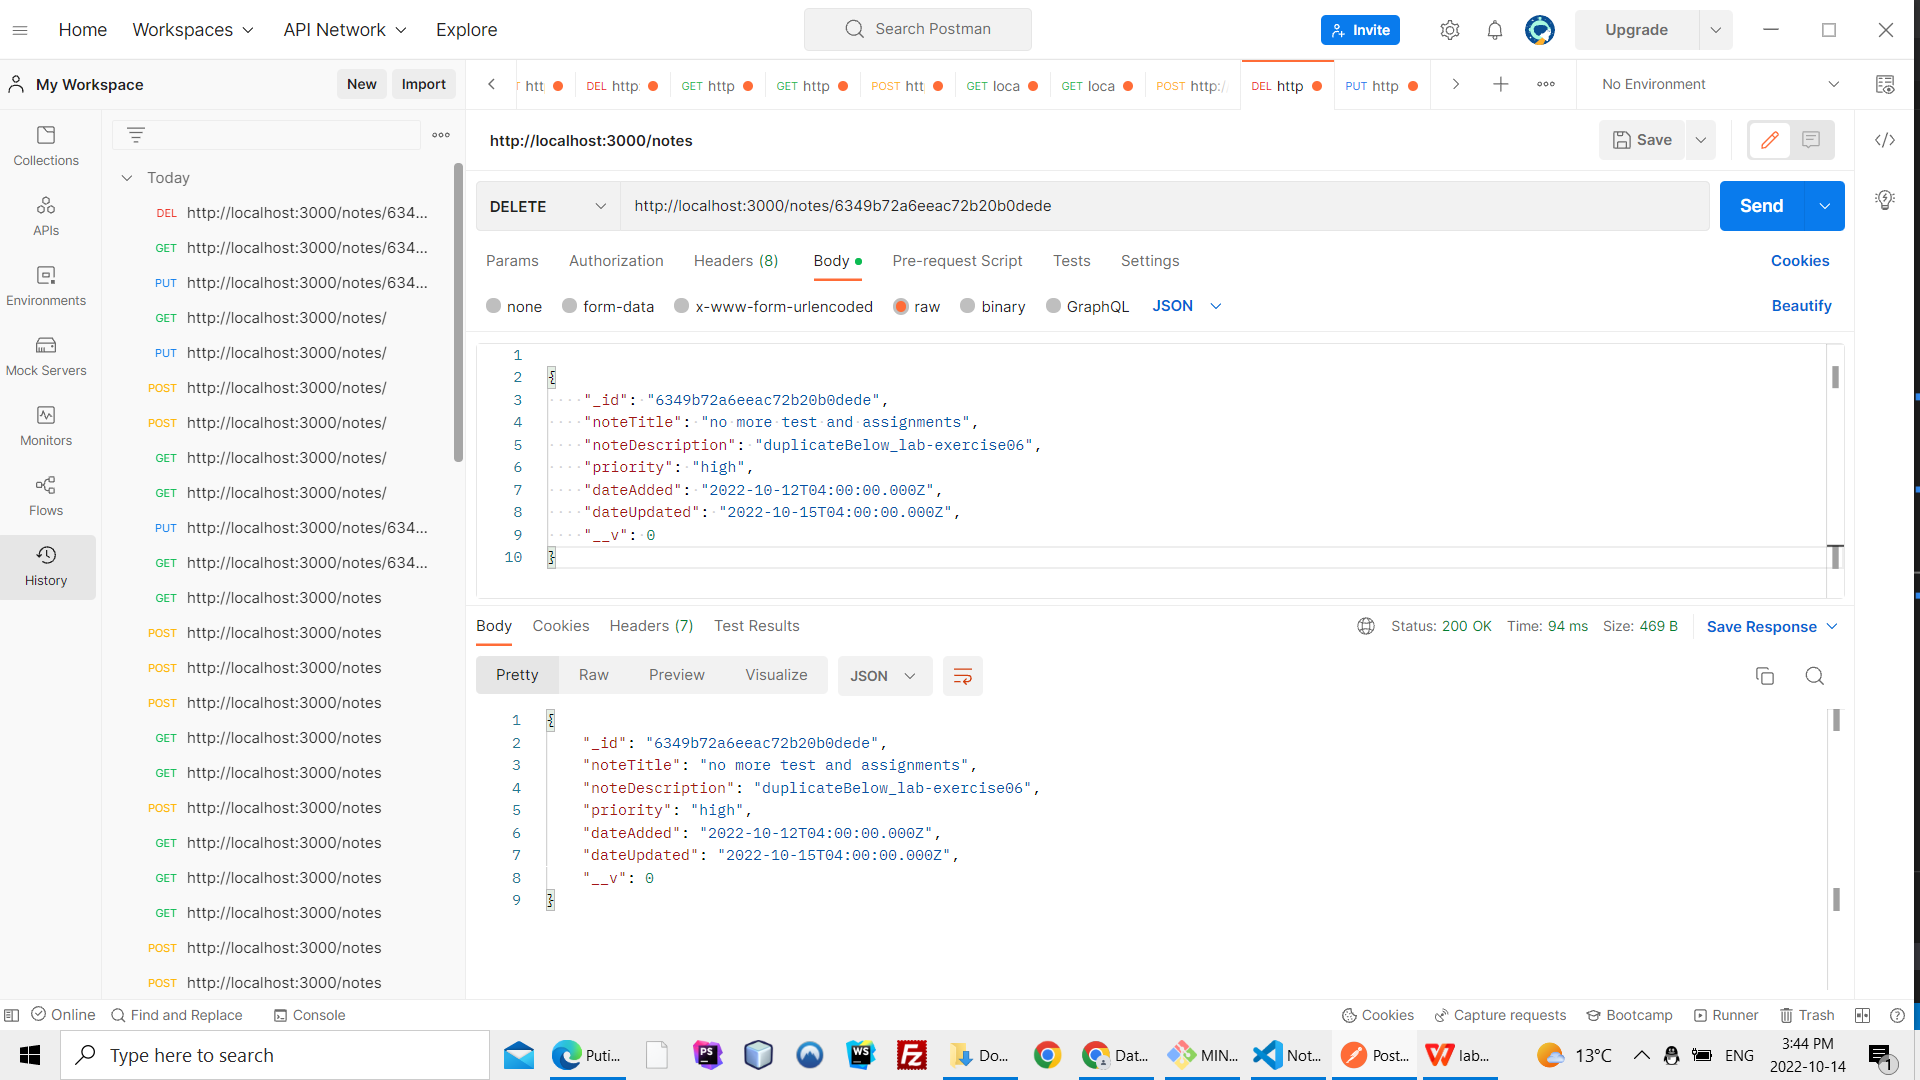 Home
Workspaces
API Network
Explore
Search Postman
Invite
Upgrade
My Workspace
New
Import
htt
DEL http
GET http
GET http
POST htt
GET loca
GET loca
POST http:/
DEL http
PUT http
No Environment
http://localhost:3000/notes
Save
Collections
APIs
Environments
Mock Servers
Monitors
Flows
History
Today
DEL http://localhost:3000/notes/634...
GET http://localhost:3000/notes/634...
PUT http://localhost:3000/notes/634...
GET http://localhost:3000/notes/
PUT http://localhost:3000/notes/
POST http://localhost:3000/notes/
POST http://localhost:3000/notes/
GET http://localhost:3000/notes/
GET http://localhost:3000/notes/
PUT http://localhost:3000/notes/634...
GET http://localhost:3000/notes/634...
GET http://localhost:3000/notes
POST http://localhost:3000/notes
POST http://localhost:3000/notes
POST http://localhost:3000/notes
GET http://localhost:3000/notes
GET http://localhost:3000/notes
POST http://localhost:3000/notes
GET http://localhost:3000/notes
GET http://localhost:3000/notes
GET http://localhost:3000/notes
POST http://localhost:3000/notes
POST http://localhost:3000/notes
DELETE
http://localhost:3000/notes/6349b72a6eeac72b20b0dede
Send
Params
Authorization
Headers (8)
Body
Pre-request Script
Tests
Settings
Cookies
none
form-data
x-www-form-urlencoded
raw
binary
GraphQL
JSON
Beautify
1
2 {
3 "_id": "6349b72a6eeac72b20b0dede",
4 "noteTitle": "no more test and assignments",
5 "noteDescription": "duplicateBelow_lab-exercise06",
6 "priority": "high",
7 "dateAdded": "2022-10-12T04:00:00.000Z",
8 "dateUpdated": "2022-10-15T04:00:00.000Z",
9 "__v": 0
10 }
Body
Cookies
Headers (7)
Test Results
Status: 200 OK
Time: 94 ms
Size: 469 B
Save Response
Pretty
Raw
Preview
Visualize
JSON
1 {
2 "_id": "6349b72a6eeac72b20b0dede",
3 "noteTitle": "no more test and assignments",
4 "noteDescription": "duplicateBelow_lab-exercise06",
5 "priority": "high",
6 "dateAdded": "2022-10-12T04:00:00.000Z",
7 "dateUpdated": "2022-10-15T04:00:00.000Z",
8 "__v": 0
9 }
Online
Find and Replace
Console
Cookies
Capture requests
Bootcamp
Runner
Trash
Type here to search
Puti...
PS
WS
FZ
Do...
Dat...
MIN...
Not...
Post...
lab...
13°C
ENG
3:44 PM
2022-10-14
1